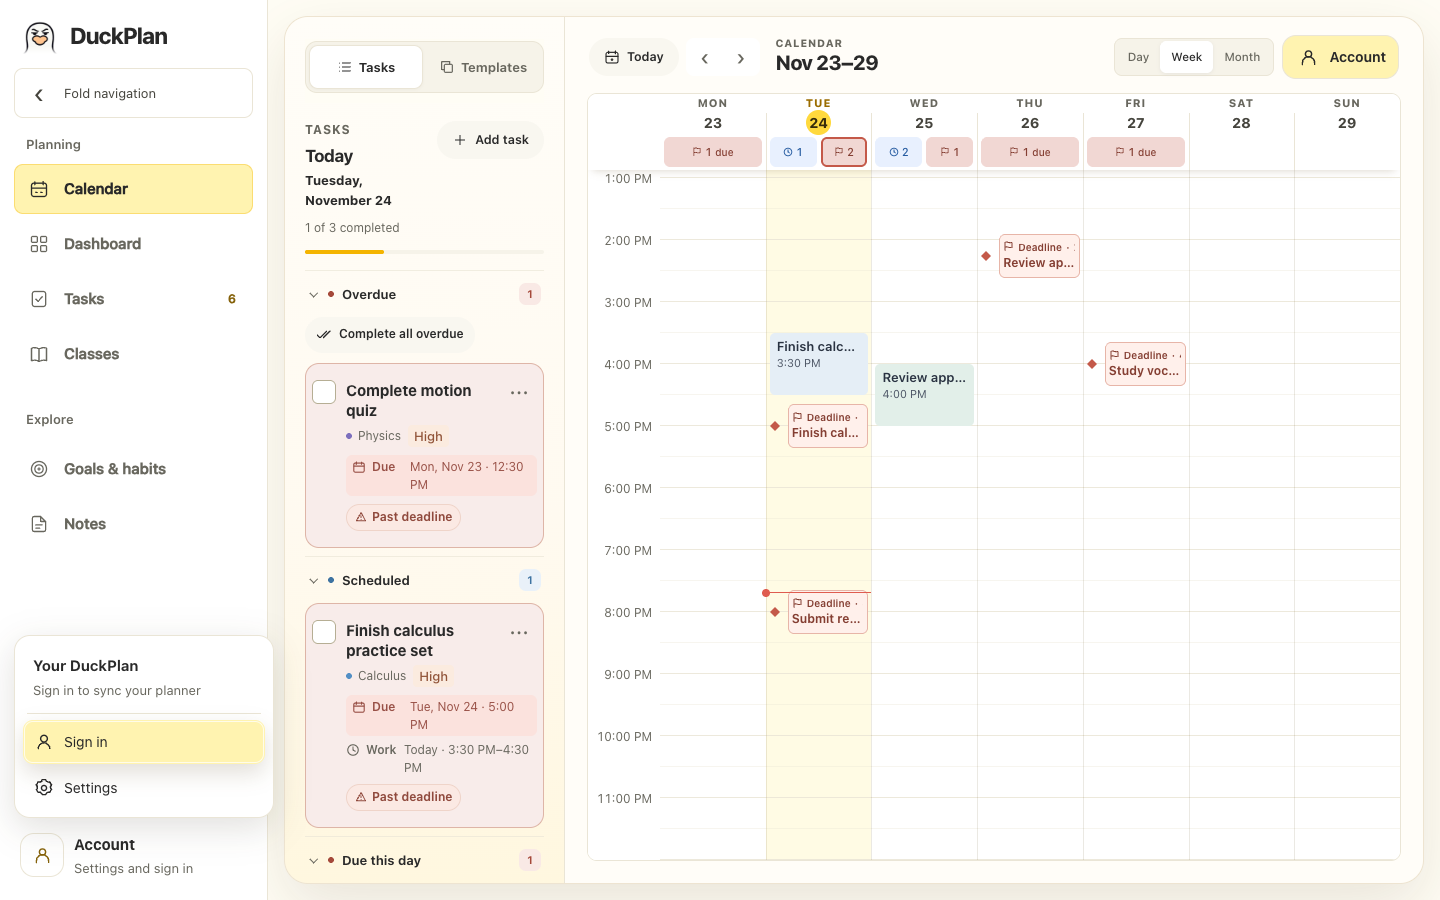 DuckPlan
Fold navigation
Planning
Calendar
Dashboard
Tasks 6
Classes
Explore
Goals & habits
Notes
Your DuckPlan
Sign in to sync your planner
Sign in
Settings
Account
Settings and sign in
Tasks
Templates
TASKS
Today
Tuesday,
November 24
Add task
1 of 3 completed
Overdue 1
Complete all overdue
Complete motion
quiz
Physics High
Due Mon, Nov 23 · 12:30
PM
Past deadline
Scheduled 1
Finish calculus
practice set
Calculus High
Due Tue, Nov 24 · 5:00
PM
Work Today · 3:30 PM–4:30
PM
Past deadline
Due this day 1
Today
CALENDAR
Nov 23–29
Day Week Month
Account
MON TUE WED THU FRI SAT SUN
23 24 25 26 27 28 29
1 due 1 2 2 1 1 due 1 due
1:00 PM
2:00 PM
Deadline ·
Review ap...
3:00 PM
Finish calc...
3:30 PM
4:00 PM
Review app...
4:00 PM
Deadline ·
Study voc...
5:00 PM
Deadline ·
Finish cal...
6:00 PM
7:00 PM
8:00 PM
Deadline ·
Submit re...
9:00 PM
10:00 PM
11:00 PM